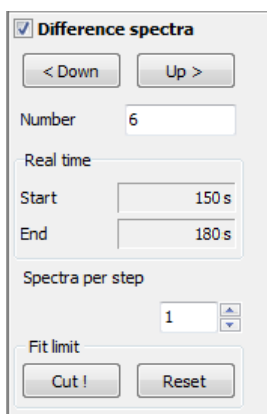 Difference spectra
< Down Up >
Number 6
Real time
Start 150 s
End 180 s
Spectra per step
1
Fit limit
Cut ! Reset